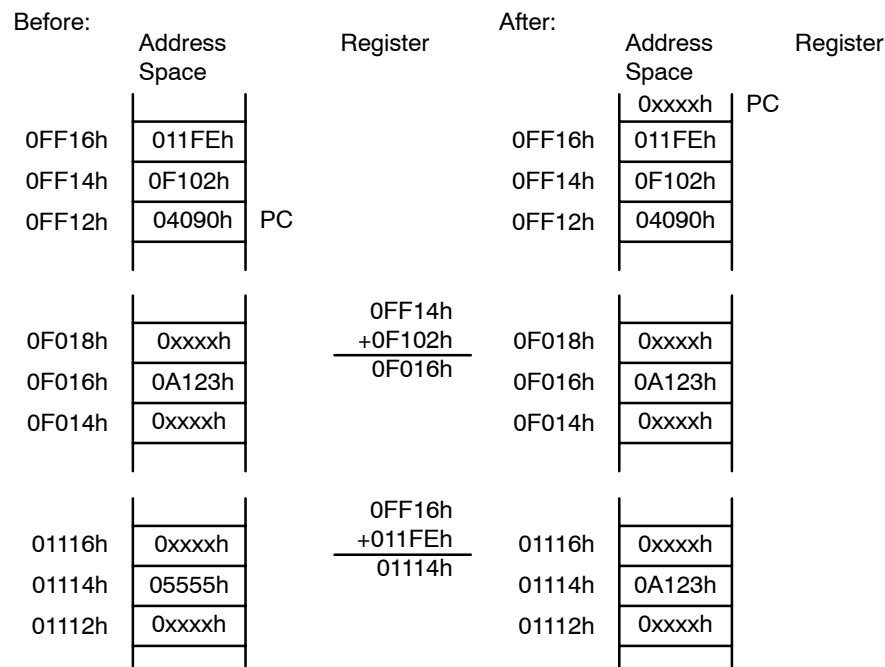 Before:
After:
Address Space
Register
Address Space
Register
0xxxxh PC
0FF16h 011FEh
0FF16h 011FEh
0FF14h 0F102h
0FF14h 0F102h
0FF12h 04090h PC
0FF12h 04090h
0FF14h
+0F102h
0F016h
0F018h 0xxxxh
0F018h 0xxxxh
0F016h 0A123h
0F016h 0A123h
0F014h 0xxxxh
0F014h 0xxxxh
0FF16h
+011FEh
01114h
01116h 0xxxxh
01116h 0xxxxh
01114h 05555h
01114h 0A123h
01112h 0xxxxh
01112h 0xxxxh